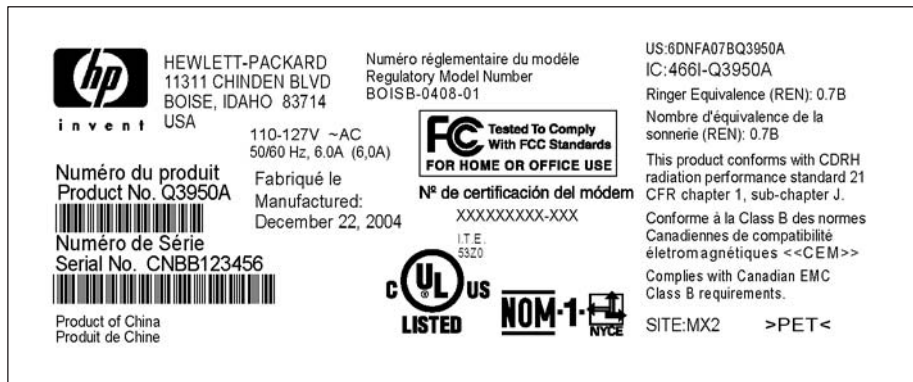 hp
invent
HEWLETT-PACKARD
11311 CHINDEN BLVD
BOISE, IDAHO 83714
USA
110-127V ~AC
50/60 Hz, 6.0A (6,0A)
Numéro du produit
Product No. Q3950A
Fabriqué le
Manufactured:
December 22, 2004
Numéro de Série
Serial No. CNBB123456
Product of China
Produit de Chine
Numéro réglementaire du modèle
Regulatory Model Number
BOISB-0408-01
FC Tested To Comply
With FCC Standards
FOR HOME OR OFFICE USE
Nº de certificación del módem
XXXXXXXXX-XXX
I.T.E.
53Z0
C UL ® US
LISTED
NOM-1-NYCE
US:6DNFA07BQ3950A
IC:466I-Q3950A
Ringer Equivalence (REN): 0.7B
Nombre d'équivalence de la
sonnerie (REN): 0.7B
This product conforms with CDRH
radiation performance standard 21
CFR chapter 1, sub-chapter J.
Conforme à la Class B des normes
Canadiennes de compatibilité
életromagnétiques <<CEM>>
Complies with Canadian EMC
Class B requirements.
SITE:MX2 >PET<